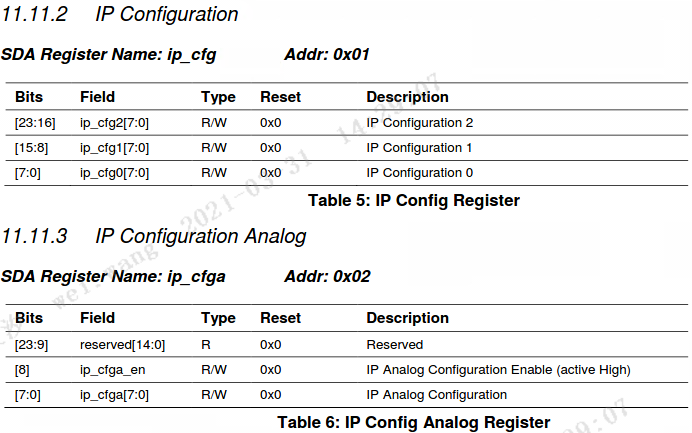 11.11.2 IP Configuration
SDA Register Name: ip_cfg Addr: 0x01
Bits Field Type Reset Description
[23:16] ip_cfg2[7:0] R/W 0x0 IP Configuration 2
[15:8] ip_cfg1[7:0] R/W 0x0 IP Configuration 1
[7:0] ip_cfg0[7:0] R/W 0x0 IP Configuration 0
Table 5: IP Config Register
11.11.3 IP Configuration Analog
SDA Register Name: ip_cfga Addr: 0x02
Bits Field Type Reset Description
[23:9] reserved[14:0] R 0x0 Reserved
[8] ip_cfga_en R/W 0x0 IP Analog Configuration Enable (active High)
[7:0] ip_cfga[7:0] R/W 0x0 IP Analog Configuration
Table 6: IP Config Analog Register
wei.wang 2021-03-31 14:29:07
29:07